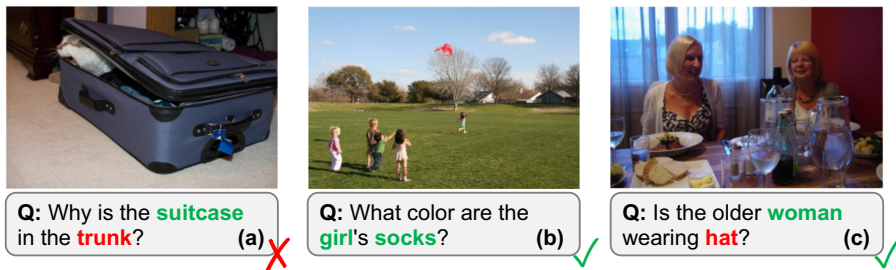 Q: Why is the suitcase
in the trunk? (a)
Q: What color are the
girl's socks? (b)
Q: Is the older woman
wearing hat? (c)